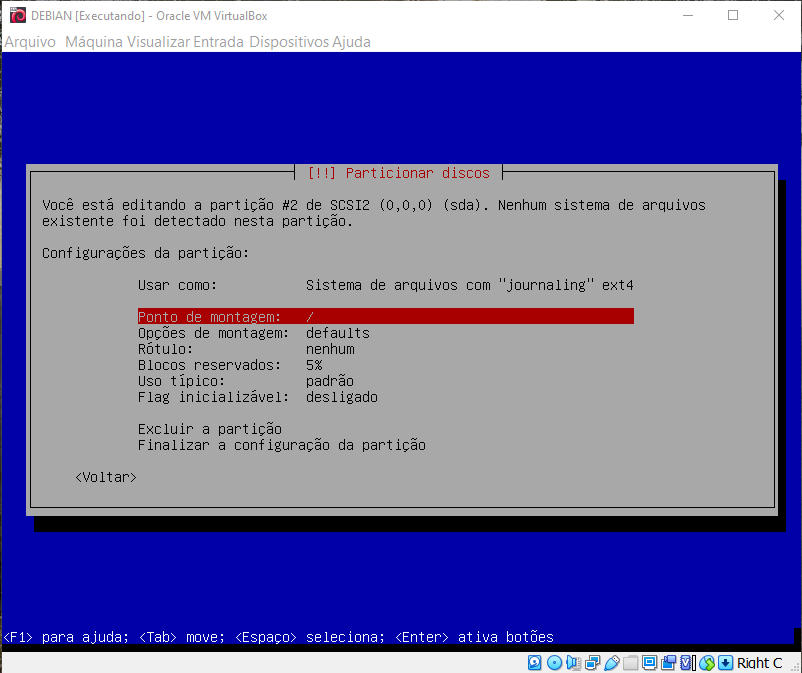 DEBIAN [Executando] - Oracle VM VirtualBox
Arquivo Máquina Visualizar Entrada Dispositivos Ajuda
[!!] Particionar discos
Você está editando a partição #2 de SCSI2 (0,0,0) (sda). Nenhum sistema de arquivos
existente foi detectado nesta partição.
Configurações da partição:
Usar como: Sistema de arquivos com "journaling" ext4
Ponto de montagem: /
Opções de montagem: defaults
Rótulo: nenhum
Blocos reservados: 5%
Uso típico: padrão
Flag inicializável: desligado
Excluir a partição
Finalizar a configuração da partição
<Voltar>
<F1> para ajuda; <Tab> move; <Espaço> seleciona; <Enter> ativa botões
Right C